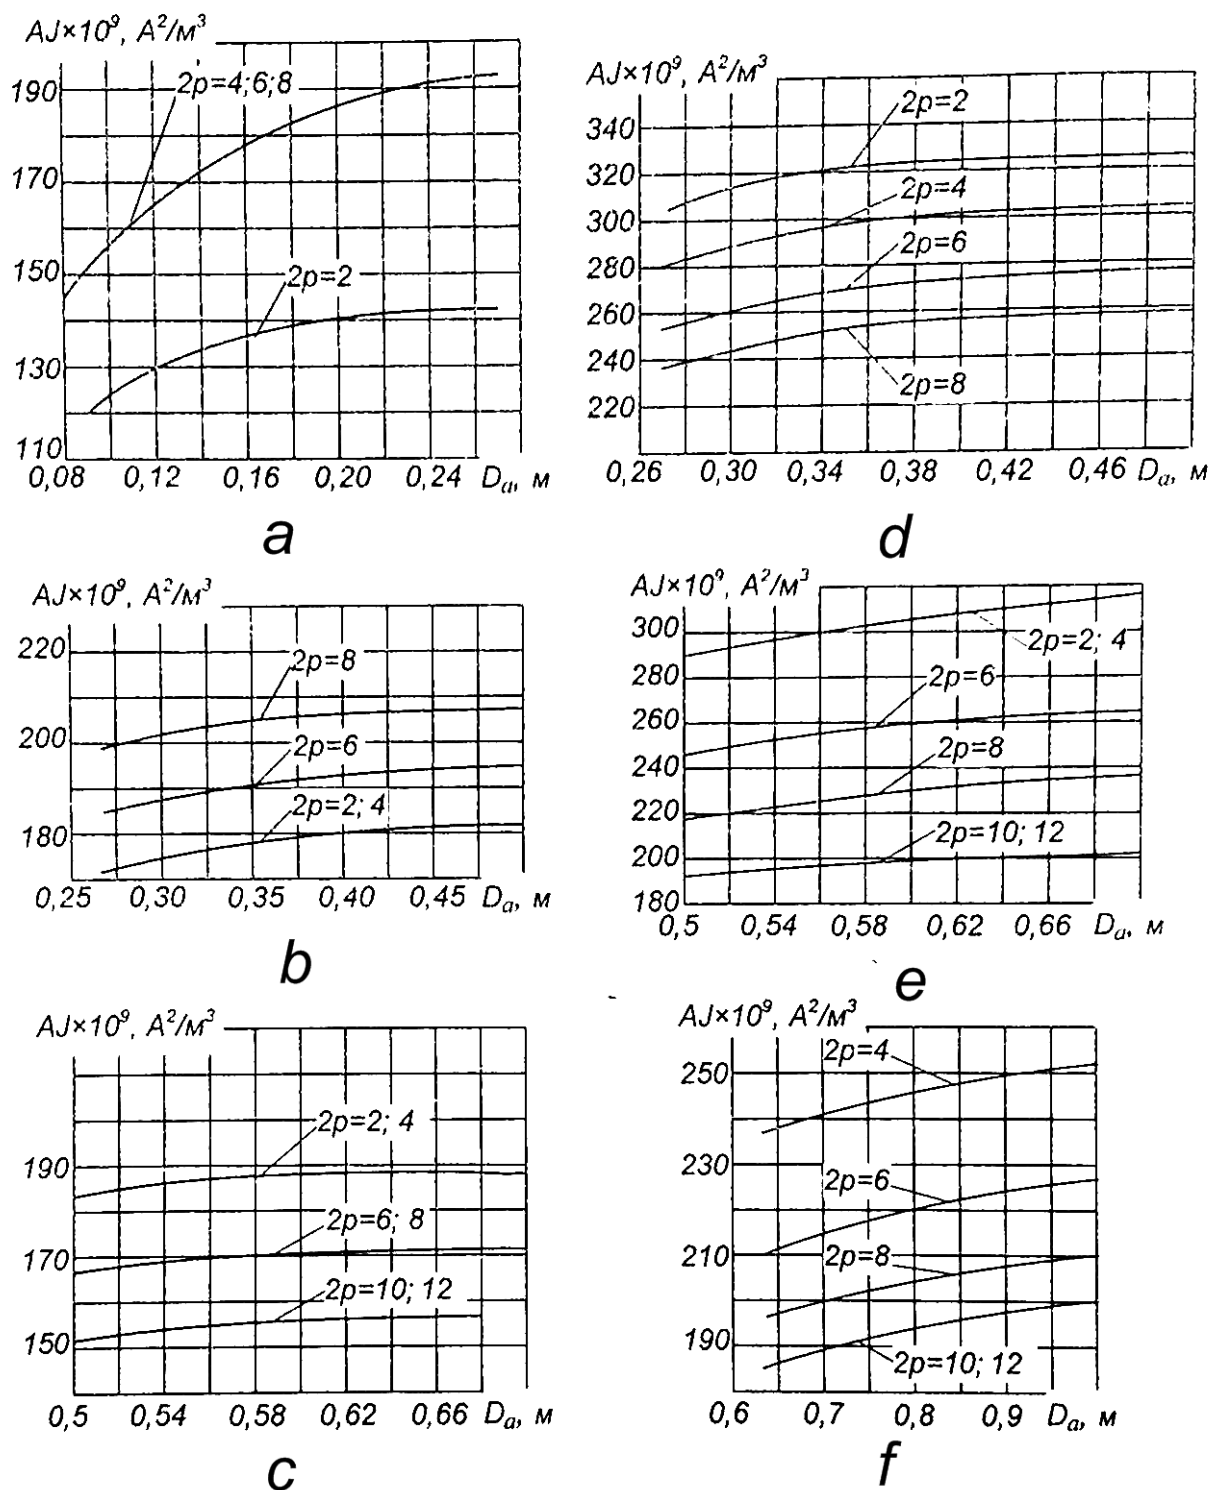 AJ×10⁹, А²/м³
190
170
150
130
110
2p=4;6;8
2p=2
0,08 0,12 0,16 0,20 0,24 Dₐ, м
a
AJ×10⁹, А²/м³
340
320
300
280
260
240
220
2p=2
2p=4
2p=6
2p=8
0,26 0,30 0,34 0,38 0,42 0,46 Dₐ, м
d
AJ×10⁹, А²/м³
220
200
180
2p=8
2p=6
2p=2; 4
0,25 0,30 0,35 0,40 0,45 Dₐ, м
b
AJ×10⁹, А²/м³
300
280
260
240
220
200
180
2p=2; 4
2p=6
2p=8
2p=10; 12
0,5 0,54 0,58 0,62 0,66 Dₐ, м
e
AJ×10⁹, А²/м³
190
170
150
2p=2; 4
2p=6; 8
2p=10; 12
0,5 0,54 0,58 0,62 0,66 Dₐ, м
c
AJ×10⁹, А²/м³
250
230
210
190
2p=4
2p=6
2p=8
2p=10; 12
0,6 0,7 0,8 0,9 Dₐ, м
f